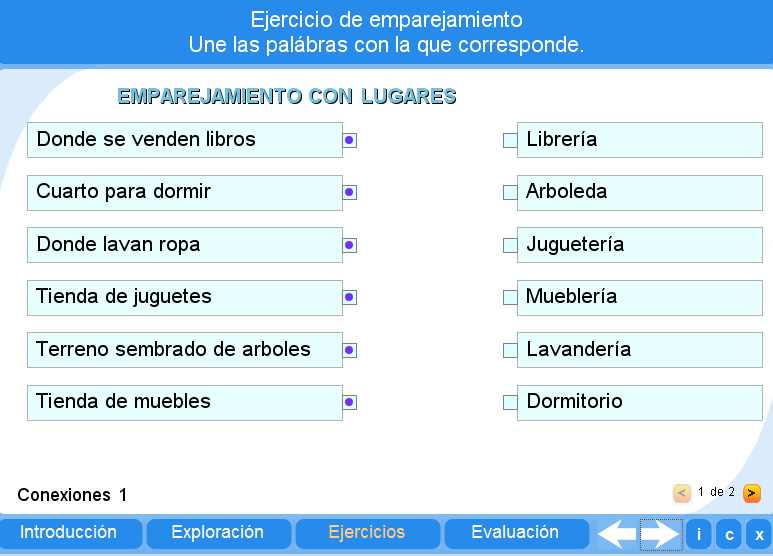 Ejercicio de emparejamiento
Une las palábras con la que corresponde.
EMPAREJAMIENTO CON LUGARES
Donde se venden libros
Librería
Cuarto para dormir
Arboleda
Donde lavan ropa
Juguetería
Tienda de juguetes
Mueblería
Terreno sembrado de arboles
Lavandería
Tienda de muebles
Dormitorio
Conexiones 1
< 1 de 2 >
Introducción
Exploración
Ejercicios
Evaluación
i
c
x